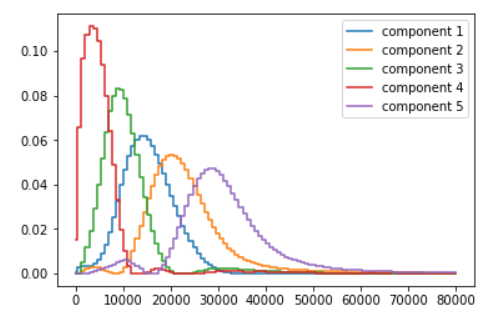 component 1
component 2
component 3
component 4
component 5
0.10
0.08
0.06
0.04
0.02
0.00
0 10000 20000 30000 40000 50000 60000 70000 80000